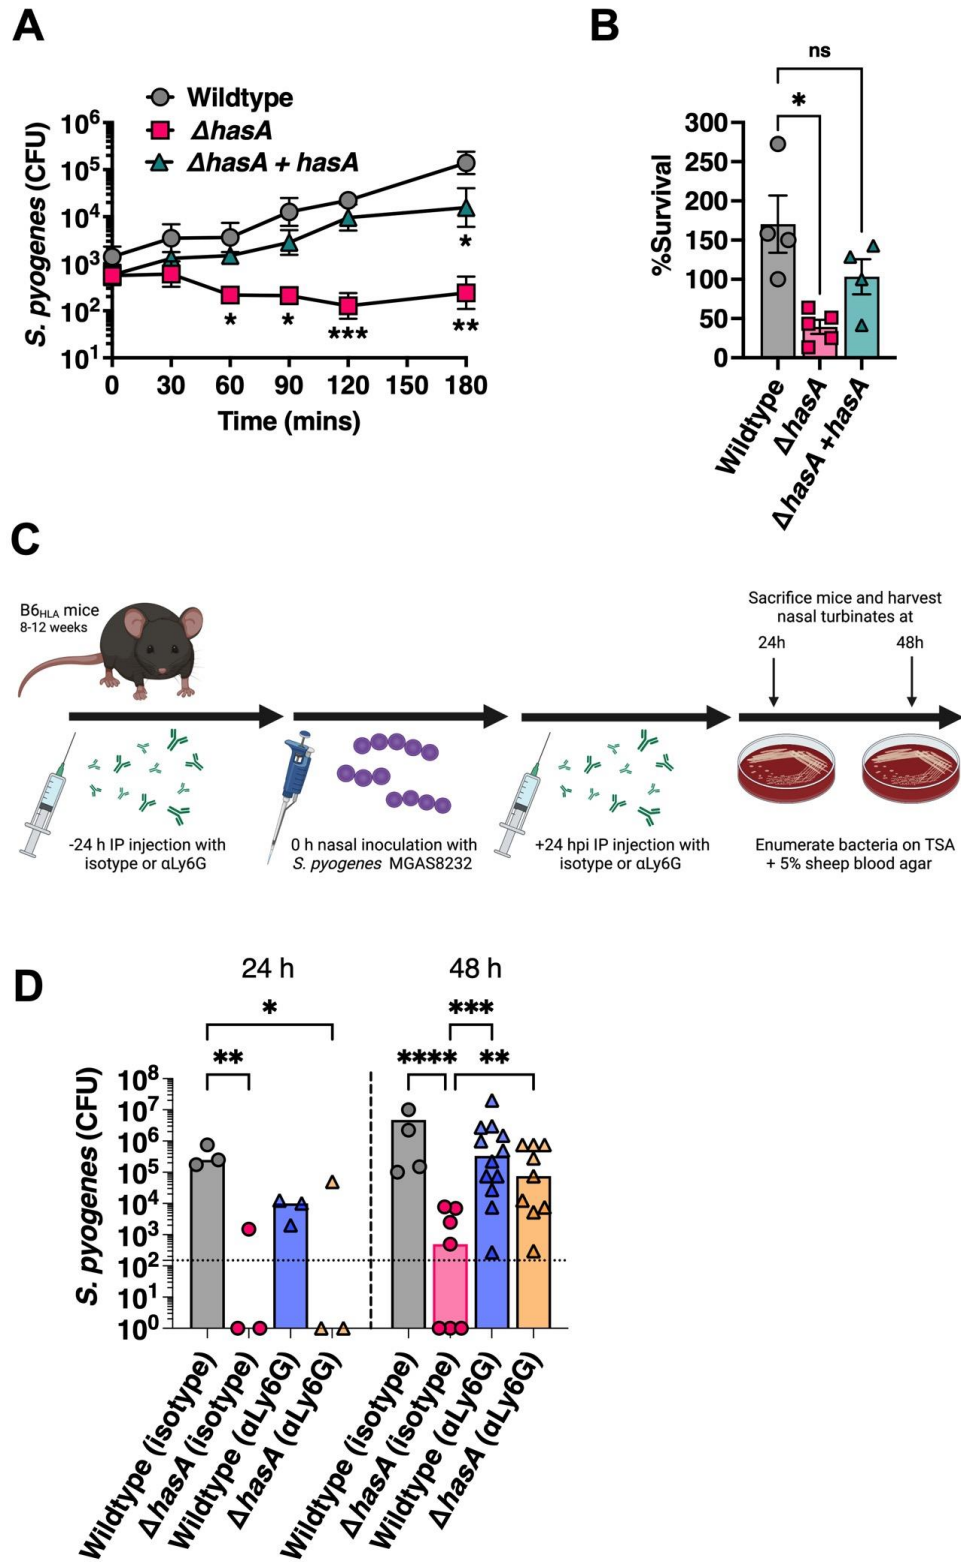 A
Wildtype
ΔhasA
ΔhasA + hasA
S. pyogenes (CFU)
10⁶
10⁵
10⁴
10³
10²
10¹
*
*
***
*
**
0 30 60 90 120 150 180
Time (mins)
B
ns
*
%Survival
300
250
200
150
100
50
0
Wildtype
ΔhasA
ΔhasA +hasA
C
B6HLA mice
8-12 weeks
Sacrifice mice and harvest
nasal turbinates at
24h 48h
-24 h IP injection with
isotype or αLy6G
0 h nasal inoculation with
S. pyogenes MGAS8232
+24 hpi IP injection with
isotype or αLy6G
Enumerate bacteria on TSA
+ 5% sheep blood agar
D
24 h 48 h
*
**
***
**** **
S. pyogenes (CFU)
10⁸
10⁷
10⁶
10⁵
10⁴
10³
10²
10¹
10⁰
Wildtype (isotype)
ΔhasA (isotype)
Wildtype (αLy6G)
ΔhasA (αLy6G)
Wildtype (isotype)
ΔhasA (isotype)
Wildtype (αLy6G)
ΔhasA (αLy6G)